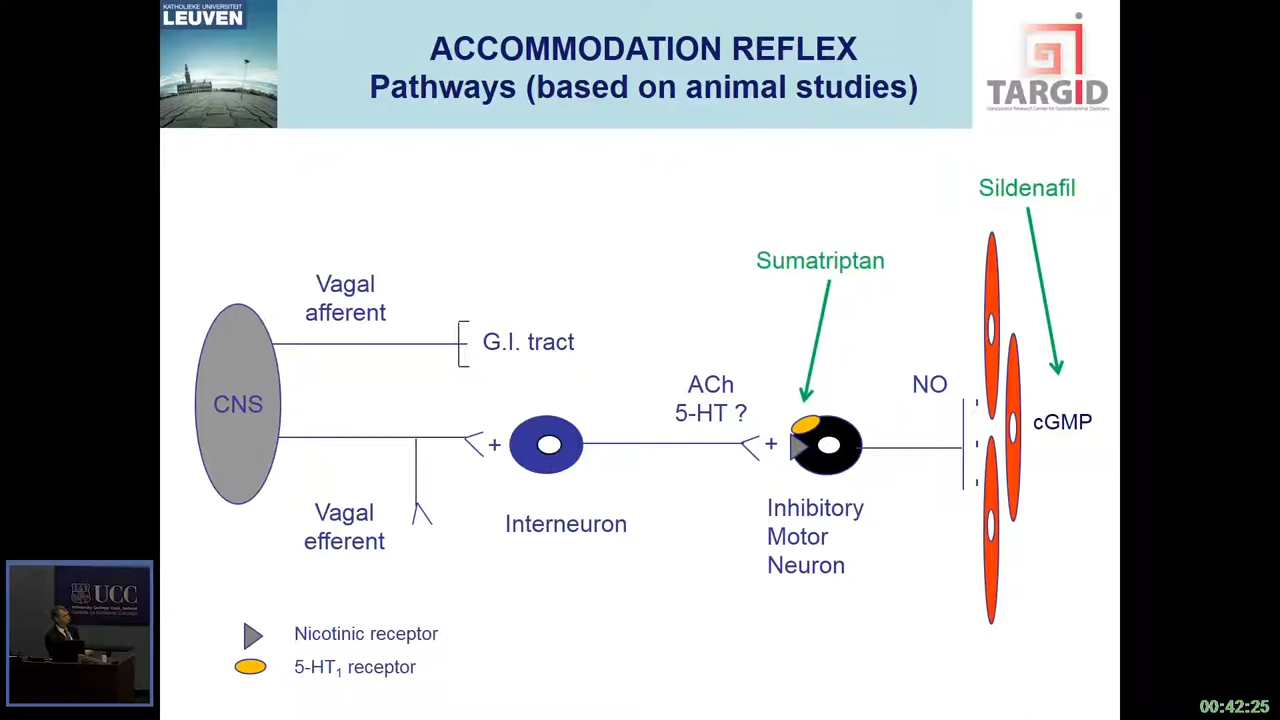 KATHOLIEKE UNIVERSITEIT
LEUVEN
ACCOMMODATION REFLEX
Pathways (based on animal studies)
TARGID
Sildenafil
Sumatriptan
Vagal
afferent
G.I. tract
CNS
ACh
5-HT ?
NO
cGMP
+
+
Vagal
efferent
Interneuron
Inhibitory
Motor
Neuron
UCC
Nicotinic receptor
5-HT₁ receptor
00:42:25